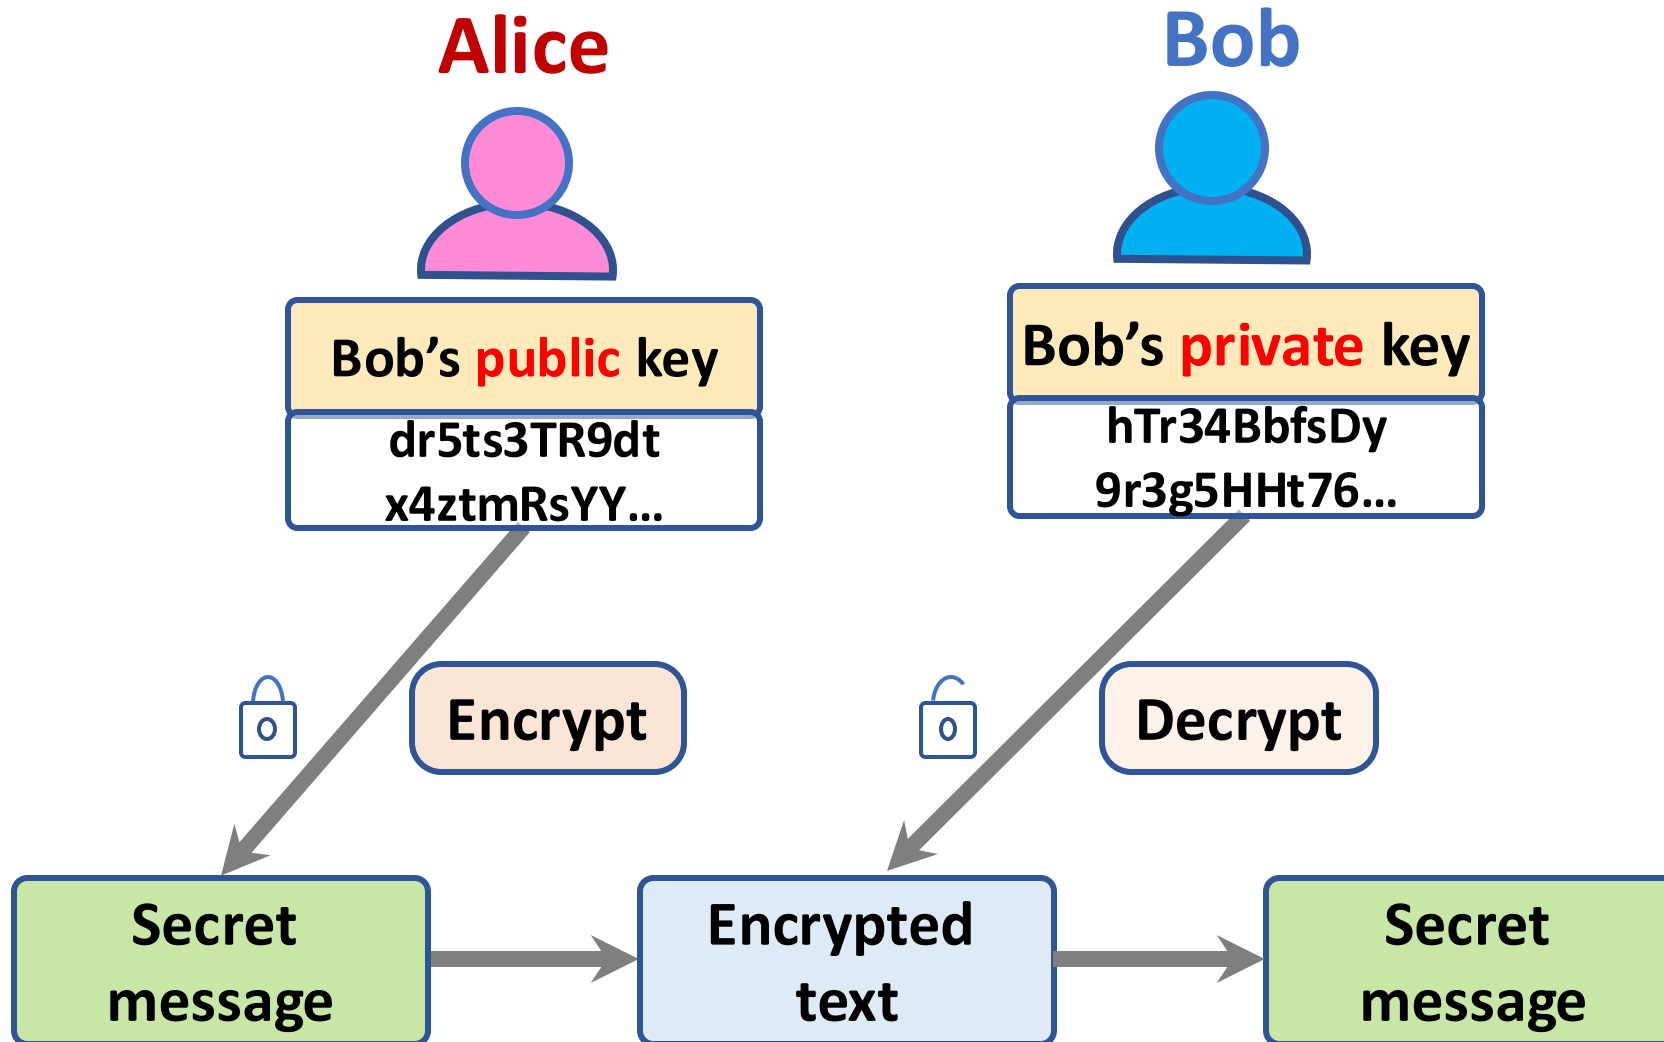 Alice
Bob
Bob’s public key
dr5ts3TR9dt
x4ztmRsYY...
Bob’s private key
hTr34BbfsDy
9r3g5HHt76...
Encrypt
Decrypt
Secret
message
Encrypted
text
Secret
message